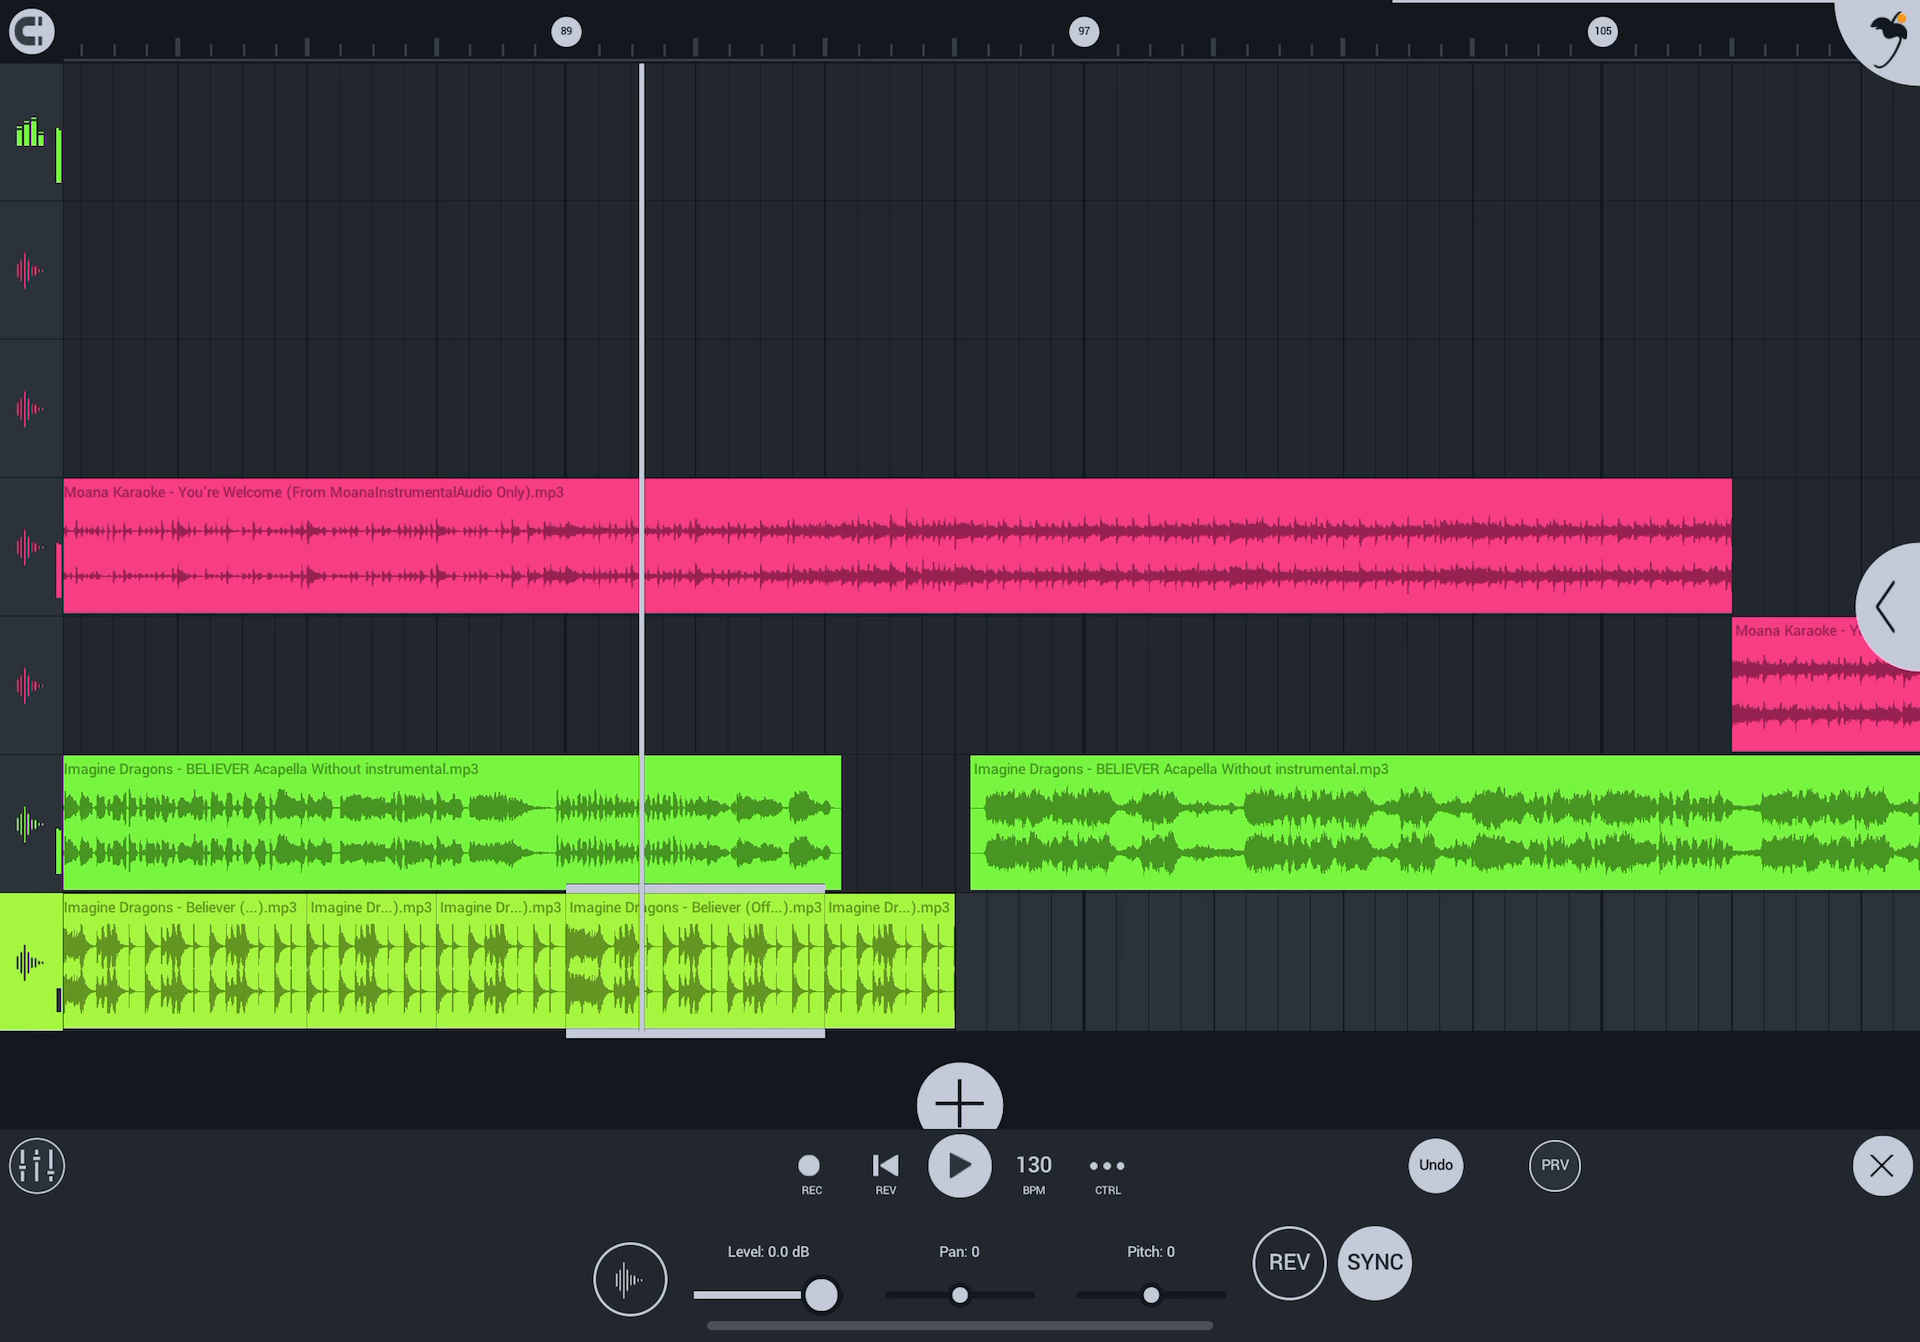 89
97
105
Moana Karaoke - You're Welcome (From MoanaInstrumentalAudio Only).mp3
Moana Karaoke - Y
Imagine Dragons - BELIEVER Acapella Without instrumental.mp3
Imagine Dragons - BELIEVER Acapella Without instrumental.mp3
Imagine Dragons - Believer (...).mp3
Imagine Dr...).mp3
Imagine Dr...).mp3
Imagine Dragons - Believer (Off...).mp3
Imagine Dr...).mp3
REC
REV
130
BPM
CTRL
Undo
PRV
Level: 0.0 dB
Pan: 0
Pitch: 0
REV
SYNC